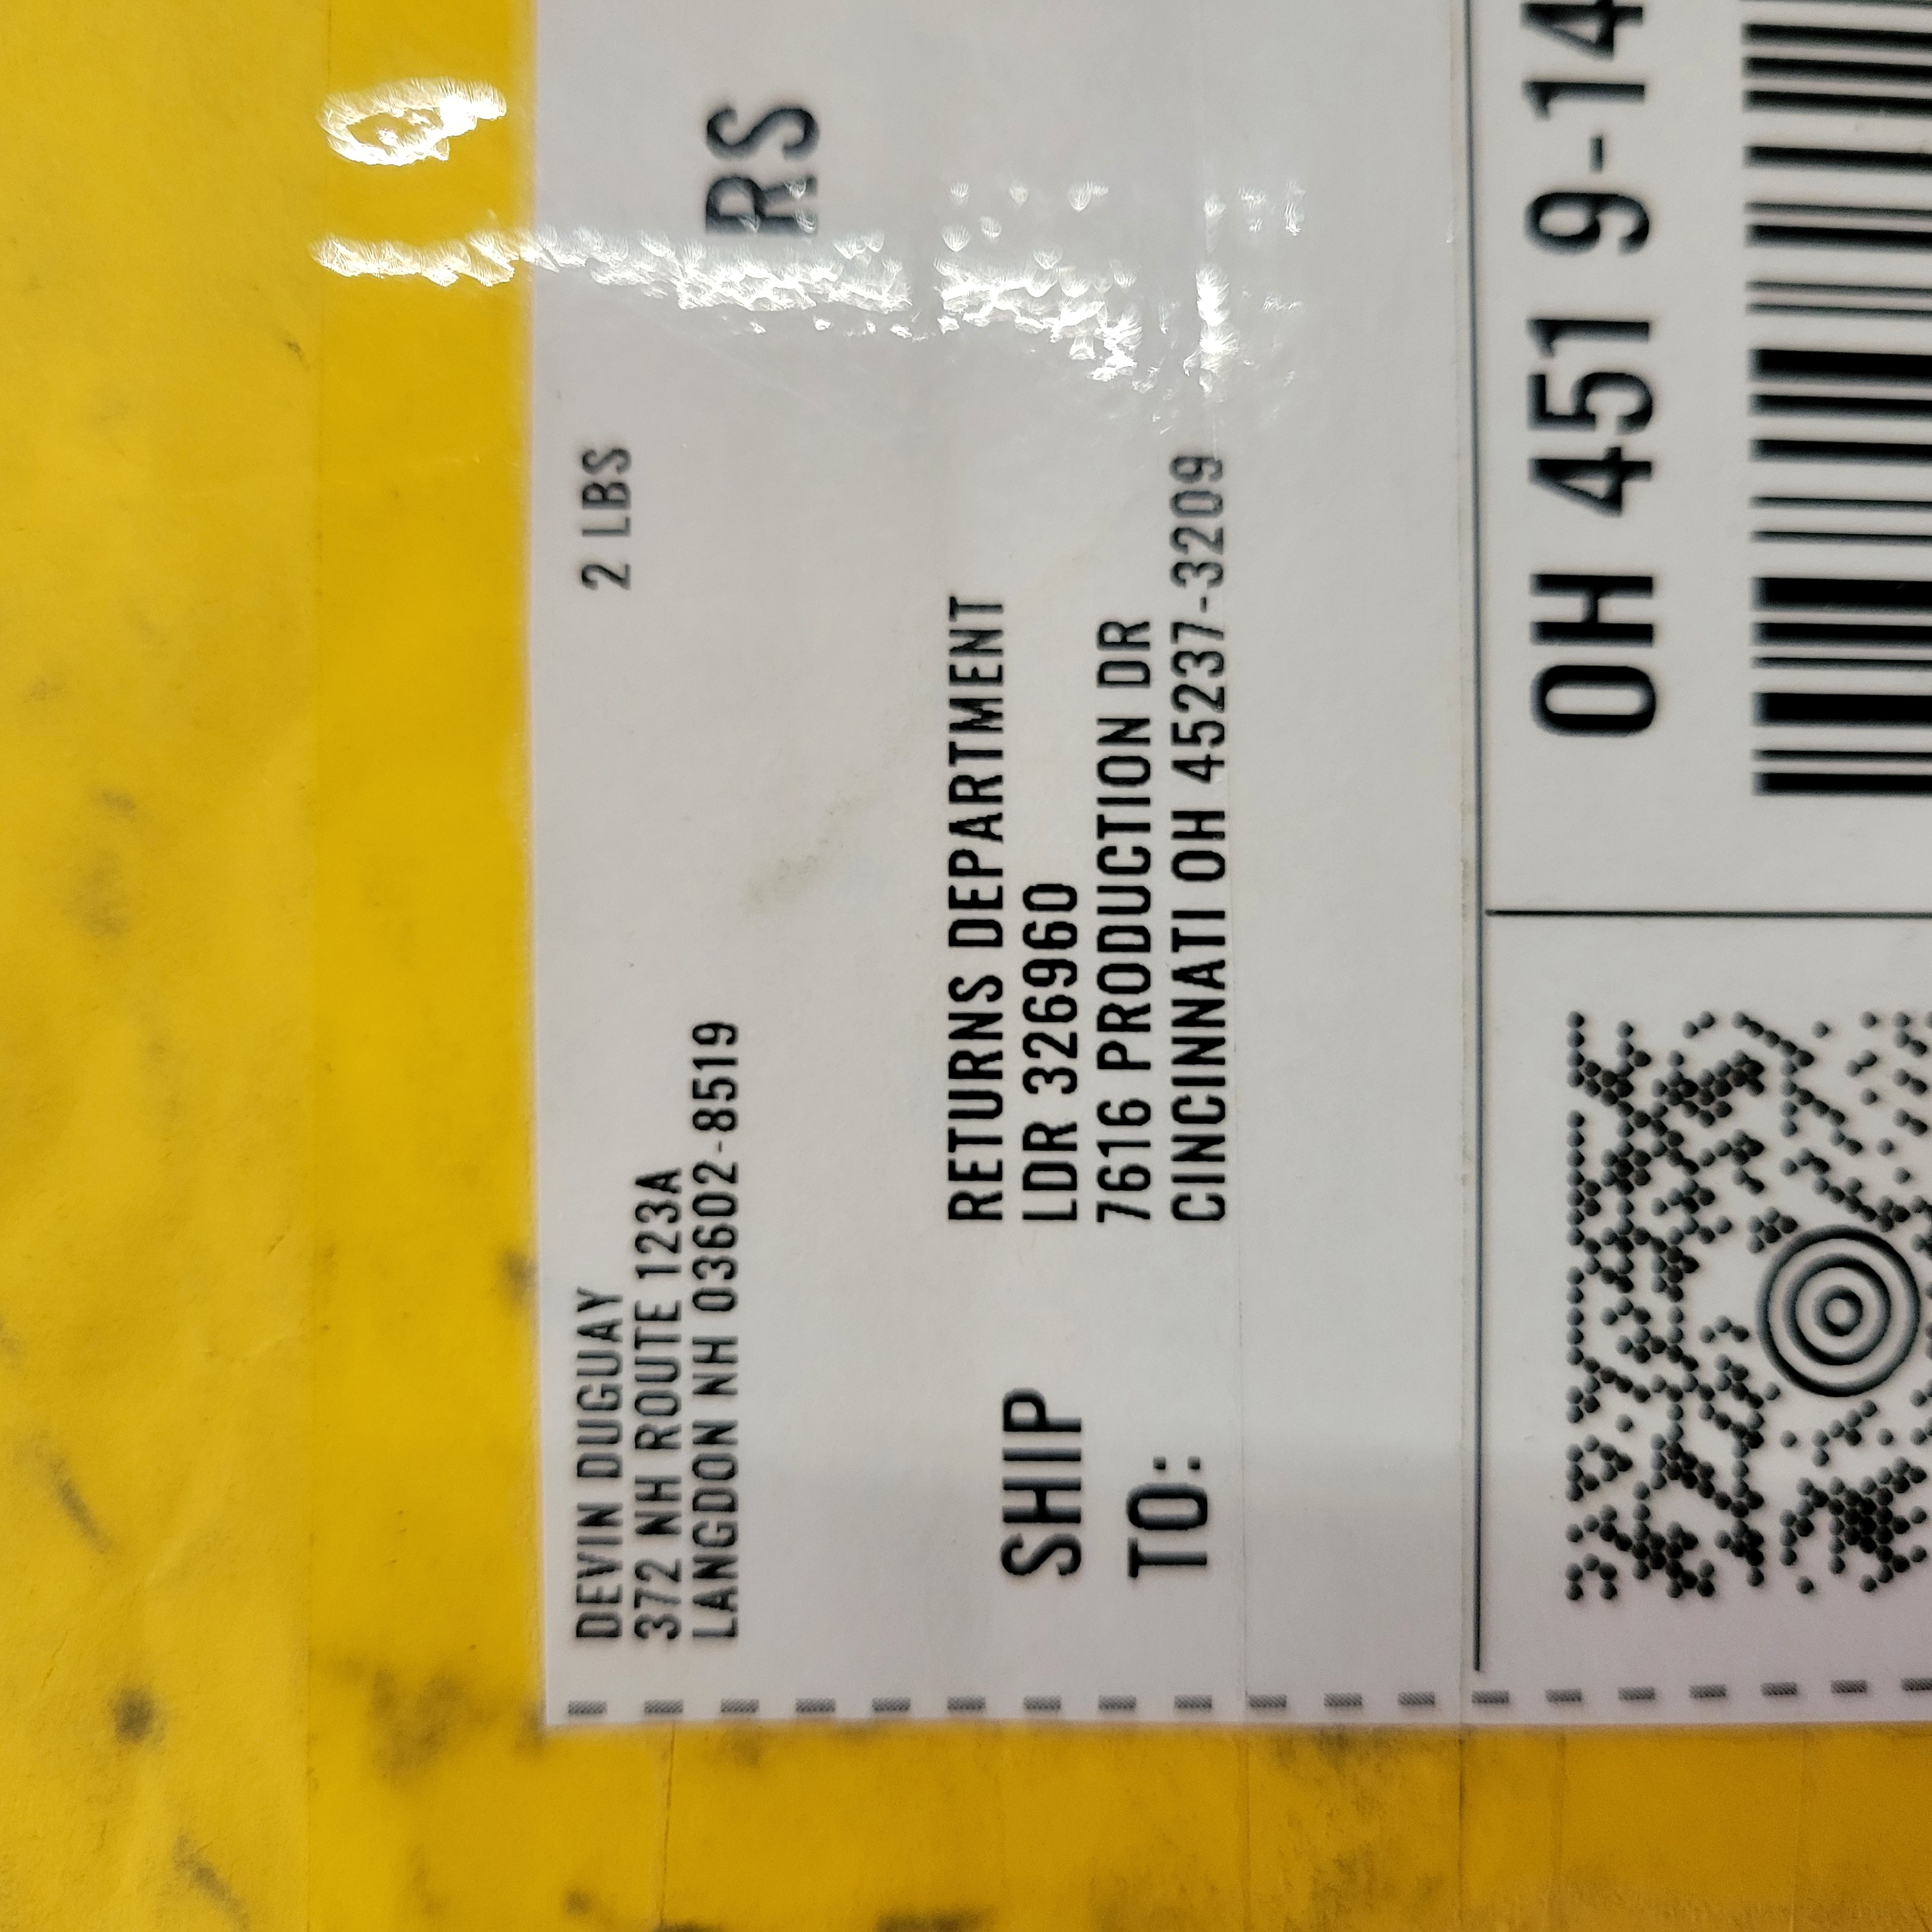 DEVIN DUGUAY
372 NH ROUTE 123A
LANGDON NH 03602-8519
2 LBS
RS
SHIP
TO:
RETURNS DEPARTMENT
LDR 326960
7616 PRODUCTION DR
CINCINNATI OH 45237-3209
OH 451 9-14